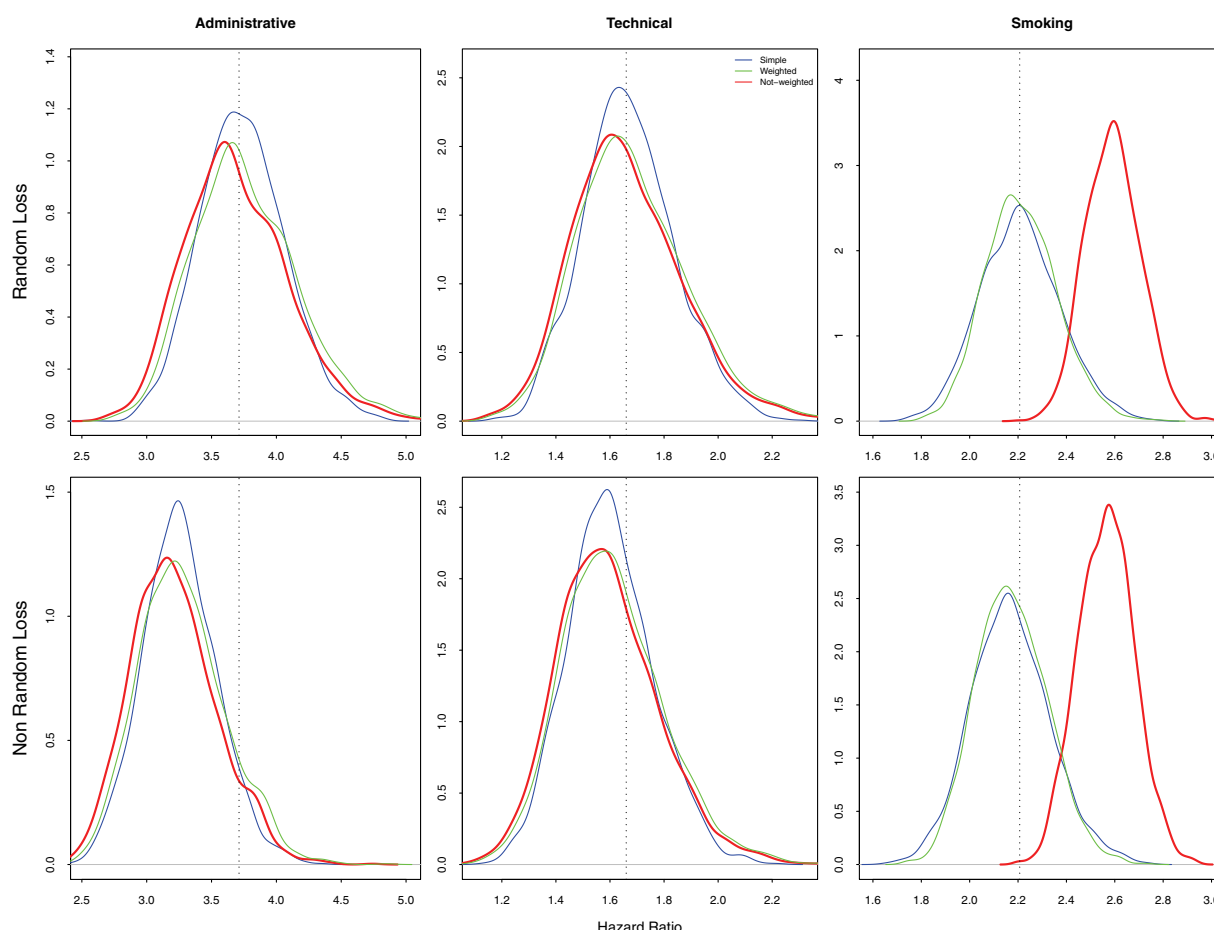 Administrative Technical Smoking
Random Loss
0.0 0.2 0.4 0.6 0.8 1.0 1.2 1.4
2.5 3.0 3.5 4.0 4.5 5.0
0.0 0.5 1.0 1.5 2.0 2.5
Simple
Weighted
Not-weighted
1.2 1.4 1.6 1.8 2.0 2.2
0 1 2 3 4
1.6 1.8 2.0 2.2 2.4 2.6 2.8 3.0
Non Random Loss
0.0 0.5 1.0 1.5
2.5 3.0 3.5 4.0 4.5 5.0
0.0 0.5 1.0 1.5 2.0 2.5
1.2 1.4 1.6 1.8 2.0 2.2
0.0 0.5 1.0 1.5 2.0 2.5 3.0 3.5
1.6 1.8 2.0 2.2 2.4 2.6 2.8 3.0
Hazard Ratio